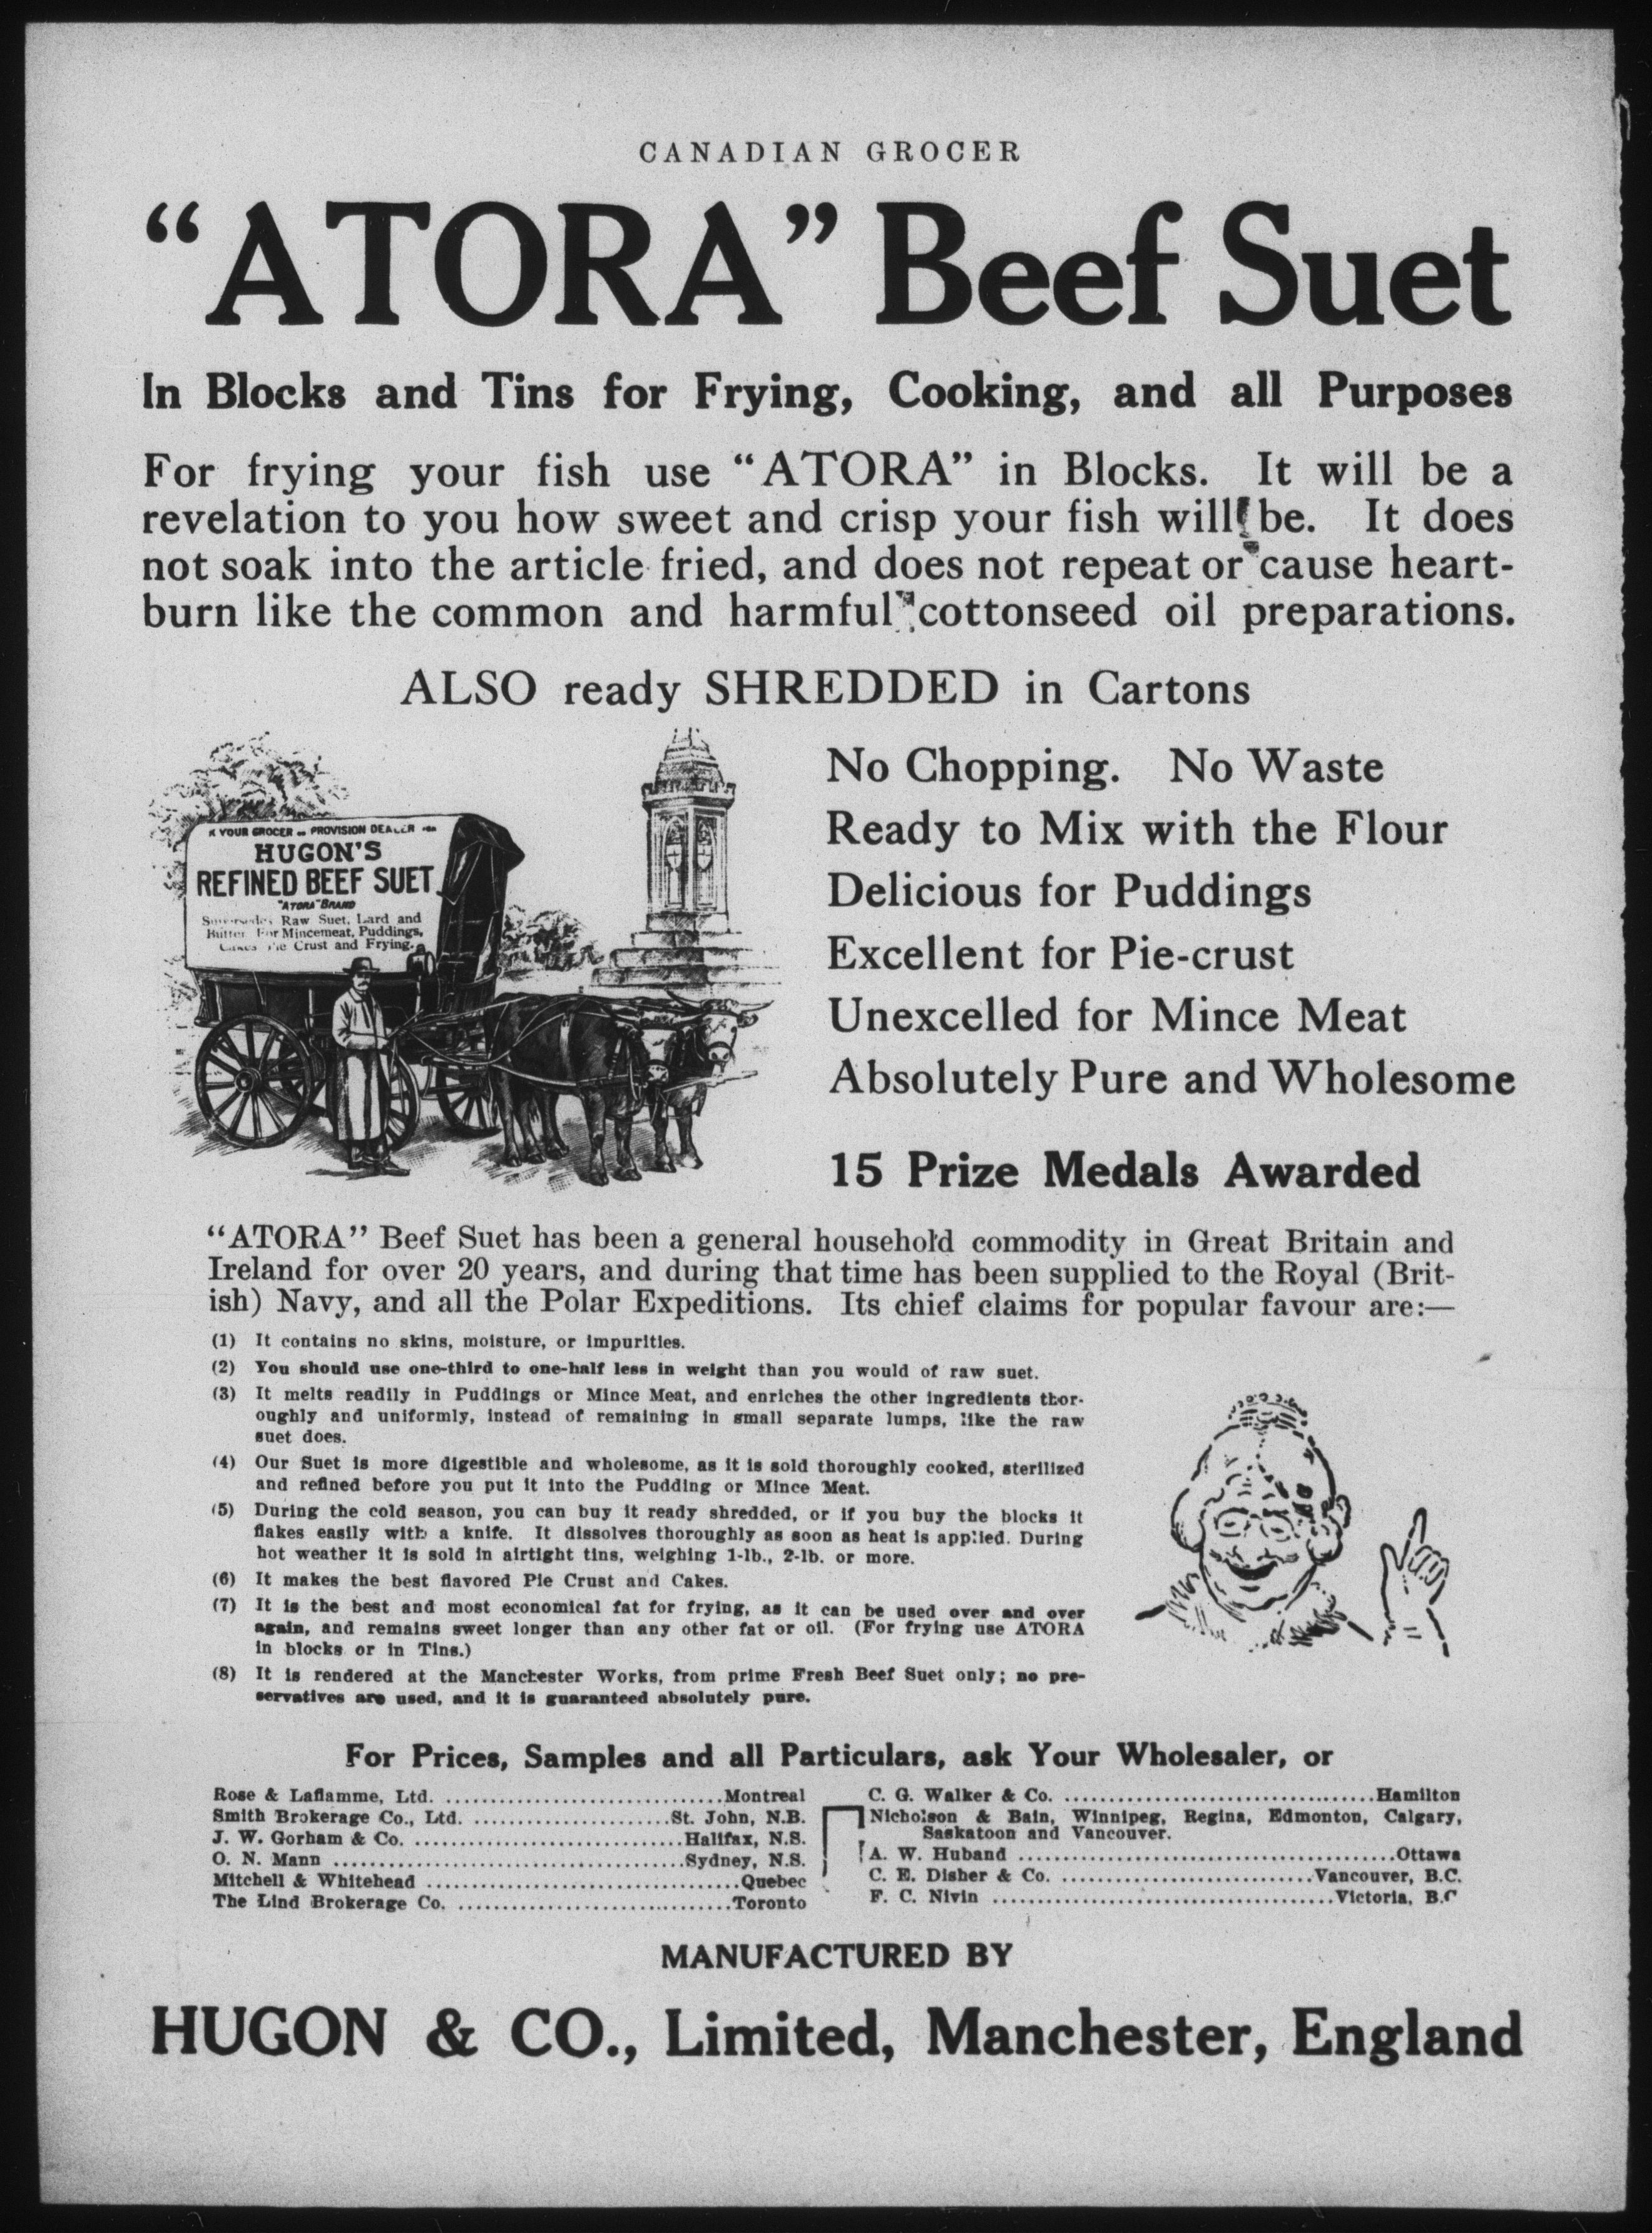 CANADIAN GROCER
“ATORA” Beef Suet
In Blocks and Tins for Frying, Cooking, and all Purposes
For frying your fish use “ATORA” in Blocks. It will be a
revelation to you how sweet and crisp your fish will be. It does
not soak into the article fried, and does not repeat or cause heart-
burn like the common and harmful cottonseed oil preparations.
ALSO ready SHREDDED in Cartons
YOUR GROCER OR PROVISION DEALER FOR
HUGON'S
REFINED BEEF SUET
"ATORA" BRAND
Supersedes Raw Suet, Lard and
Butter For Mincemeat, Puddings,
Cakes Pie Crust and Frying.
No Chopping. No Waste
Ready to Mix with the Flour
Delicious for Puddings
Excellent for Pie-crust
Unexcelled for Mince Meat
Absolutely Pure and Wholesome
15 Prize Medals Awarded
“ATORA” Beef Suet has been a general household commodity in Great Britain and
Ireland for over 20 years, and during that time has been supplied to the Royal (Brit-
ish) Navy, and all the Polar Expeditions. Its chief claims for popular favour are:—
(1) It contains no skins, moisture, or impurities.
(2) You should use one-third to one-half less in weight than you would of raw suet.
(3) It melts readily in Puddings or Mince Meat, and enriches the other ingredients thor-
oughly and uniformly, instead of remaining in small separate lumps, like the raw
suet does.
(4) Our Suet is more digestible and wholesome, as it is sold thoroughly cooked, sterilized
and refined before you put it into the Pudding or Mince Meat.
(5) During the cold season, you can buy it ready shredded, or if you buy the blocks it
flakes easily with a knife. It dissolves thoroughly as soon as heat is applied. During
hot weather it is sold in airtight tins, weighing 1-lb., 2-lb. or more.
(6) It makes the best flavored Pie Crust and Cakes.
(7) It is the best and most economical fat for frying, as it can be used over and over
again, and remains sweet longer than any other fat or oil. (For frying use ATORA
in blocks or in Tins.)
(8) It is rendered at the Manchester Works, from prime Fresh Beef Suet only; no pre-
servatives are used, and it is guaranteed absolutely pure.
For Prices, Samples and all Particulars, ask Your Wholesaler, or
Rose & Laflamme, Ltd. ..............................Montreal
Smith Brokerage Co., Ltd. .....................St. John, N.B.
J. W. Gorham & Co. .............................Halifax, N.S.
O. N. Mann ......................................Sydney, N.S.
Mitchell & Whitehead ..................................Quebec
The Lind Brokerage Co. ..............................Toronto
C. G. Walker & Co. ..................................Hamilton
Nicholson & Bain, Winnipeg, Regina, Edmonton, Calgary,
Saskatoon and Vancouver.
A. W. Huband ........................................Ottawa
C. E. Disher & Co. ...........................Vancouver, B.C.
F. C. Nivin .....................................Victoria, B.C
MANUFACTURED BY
HUGON & CO., Limited, Manchester, England